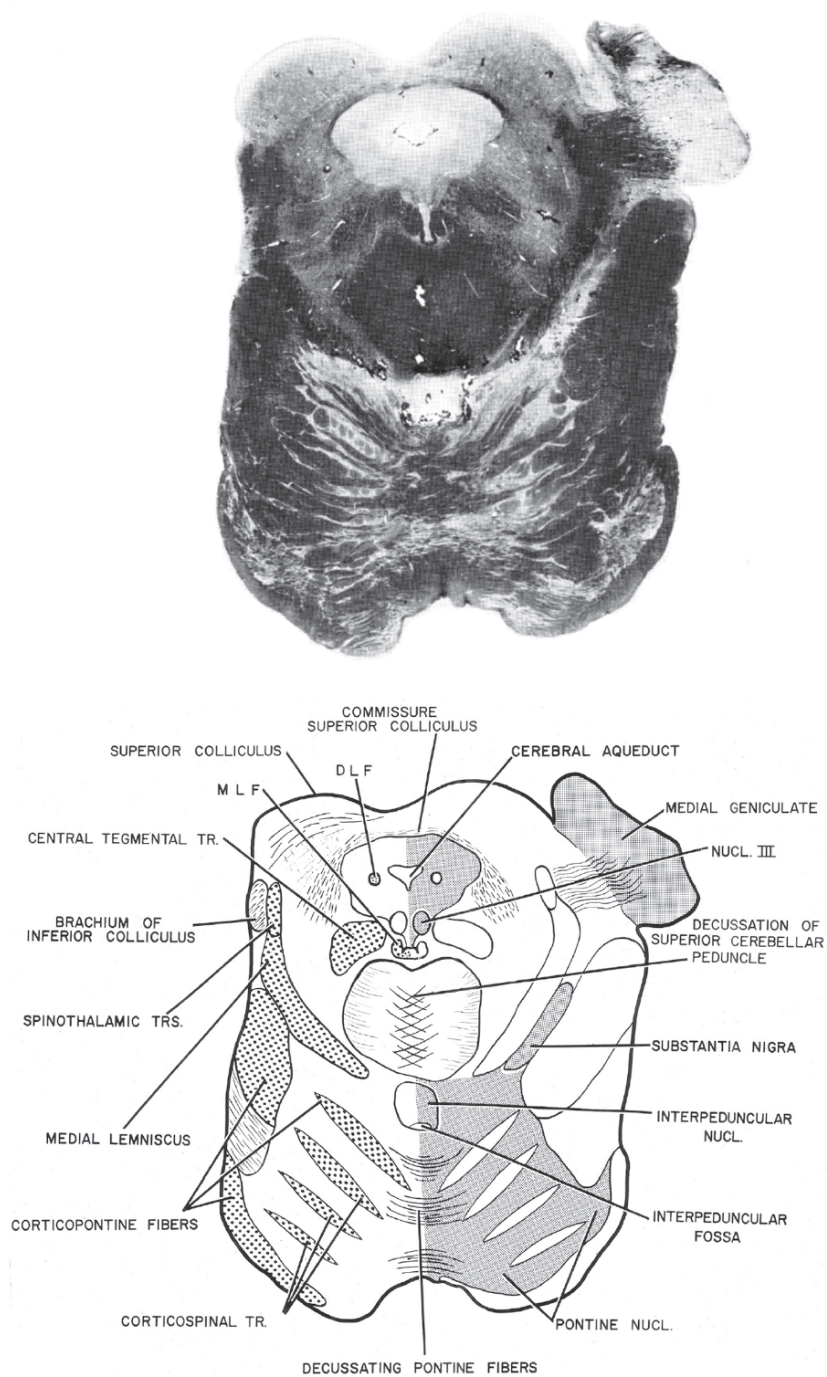 COMMISSURE
SUPERIOR COLLICULUS
SUPERIOR COLLICULUS
DLF
CEREBRAL AQUEDUCT
MLF
MEDIAL GENICULATE
CENTRAL TEGMENTAL TR.
NUCL. III
BRACHIUM OF
INFERIOR COLLICULUS
DECUSSATION OF
SUPERIOR CEREBELLAR
PEDUNCLE
SPINOTHALAMIC TRS.
SUBSTANTIA NIGRA
MEDIAL LEMNISCUS
INTERPEDUNCULAR
NUCL.
CORTICOPONTINE FIBERS
INTERPEDUNCULAR
FOSSA
CORTICOSPINAL TR.
PONTINE NUCL.
DECUSSATING PONTINE FIBERS